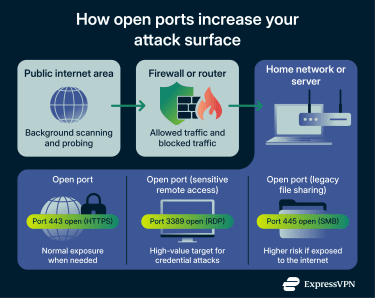 How open ports increase your
attack surface
Public internet area
Background scanning
and probing
Firewall or router
Allowed traffic and
blocked traffic
Home network or
server
Open port
Port 443 open (HTTPS)
Normal exposure
when needed
Open port (sensitive
remote access)
Port 3389 open (RDP)
High-value target for
credential attacks
Open port (legacy
file sharing)
Port 445 open (SMB)
Higher risk if exposed
to the internet
ExpressVPN